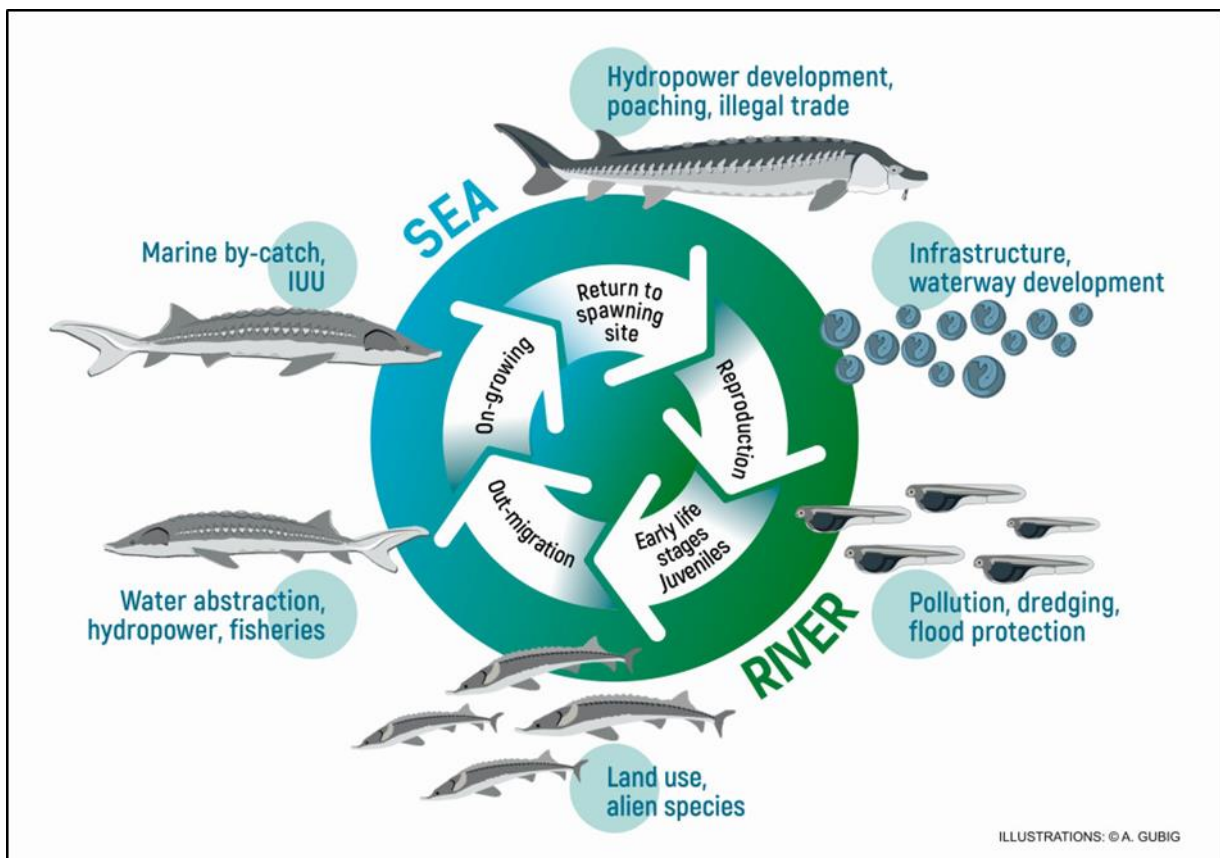 Hydropower development,
poaching, illegal trade
SEA
Marine by-catch,
IUU
Infrastructure,
waterway development
Return to
spawning
site
On-growing
Reproduction
Out-migration
Early life
stages
Juveniles
Water abstraction,
hydropower, fisheries
Pollution, dredging,
flood protection
RIVER
Land use,
alien species
ILLUSTRATIONS: © A. GUBIG